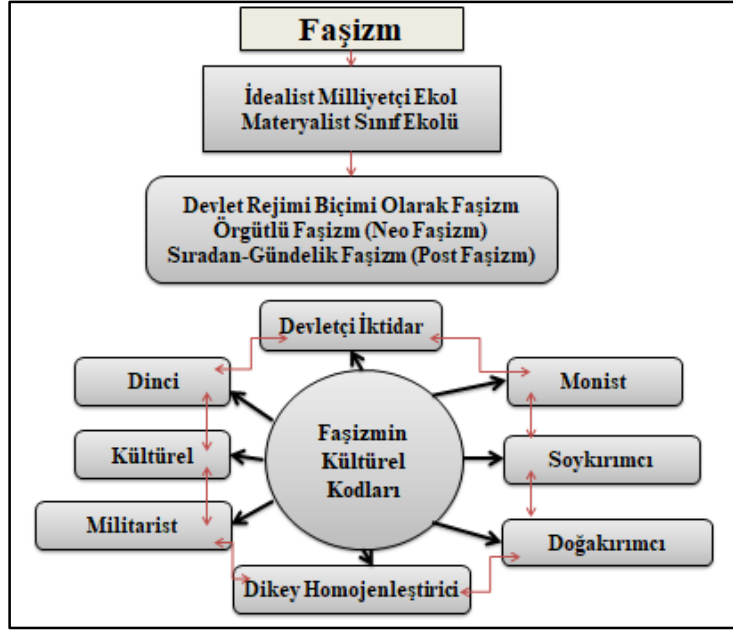 Faşizm
İdealist Milliyetçi Ekol
Materyalist Sınıf Ekolü
Devlet Rejimi Biçimi Olarak Faşizm
Örgütlü Faşizm (Neo Faşizm)
Sıradan-Gündelik Faşizm (Post Faşizm)
Devletçi İktidar
Dinci
Monist
Faşizmin
Kültürel
Kodları
Kültürel
Soykırımcı
Militarist
Doğakırımcı
Dikey Homojenleştirici